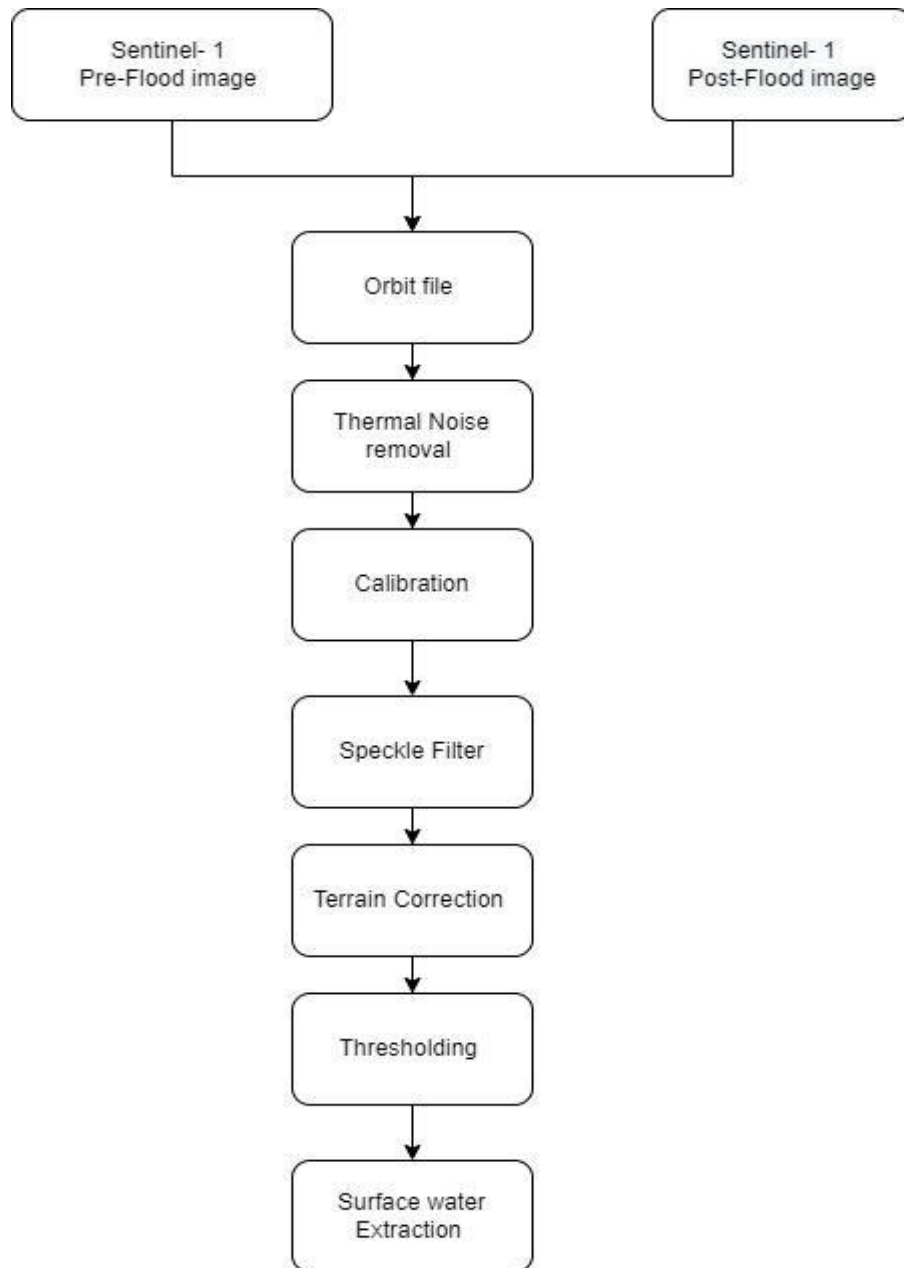 Sentinel- 1
Pre-Flood image
Sentinel- 1
Post-Flood image
Orbit file
Thermal Noise
removal
Calibration
Speckle Filter
Terrain Correction
Thresholding
Surface water
Extraction